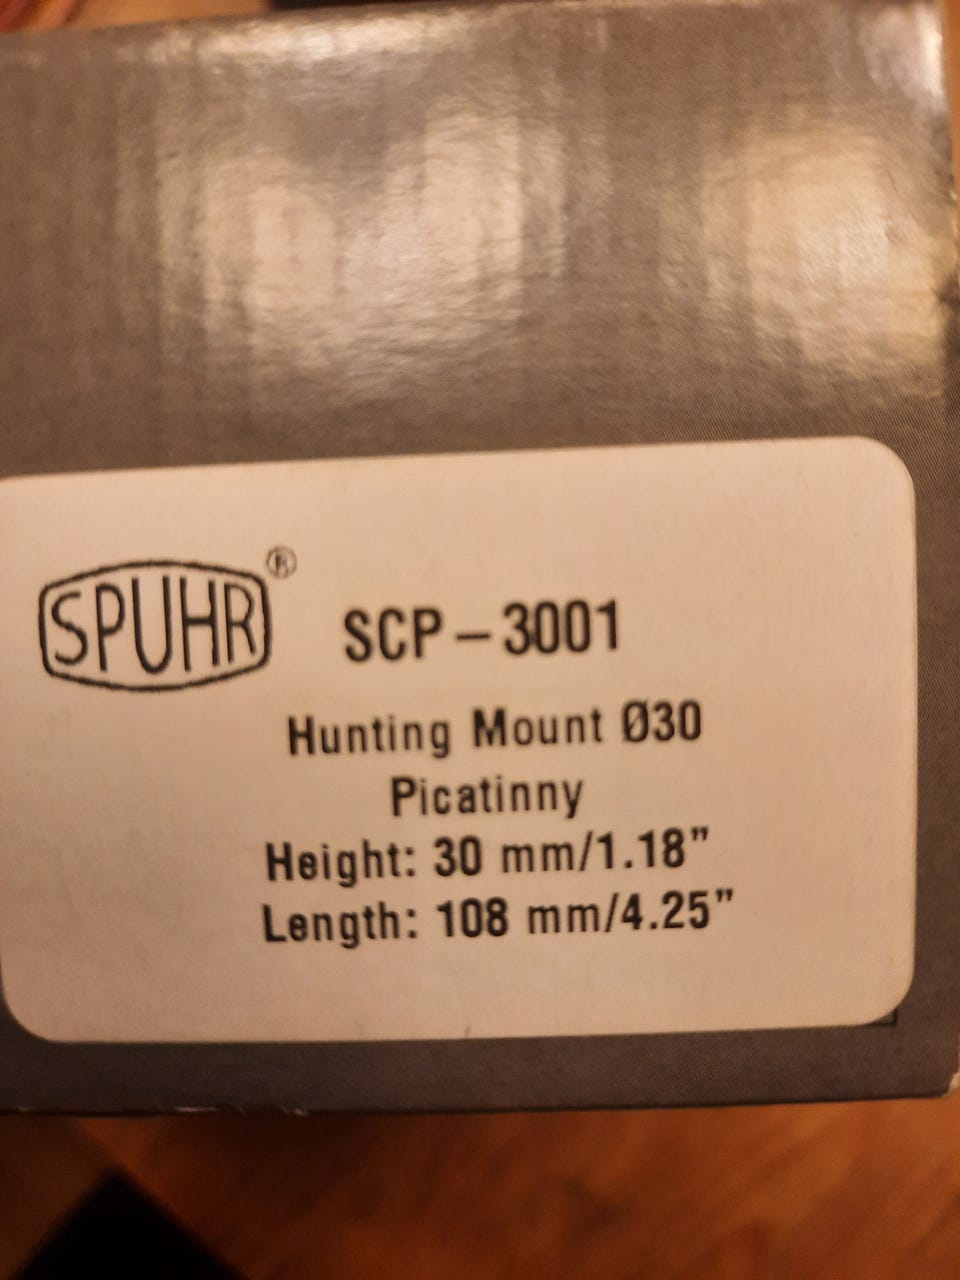 SPUHR®
SCP – 3001
Hunting Mount Ø30
Picatinny
Height: 30 mm/1.18”
Length: 108 mm/4.25”